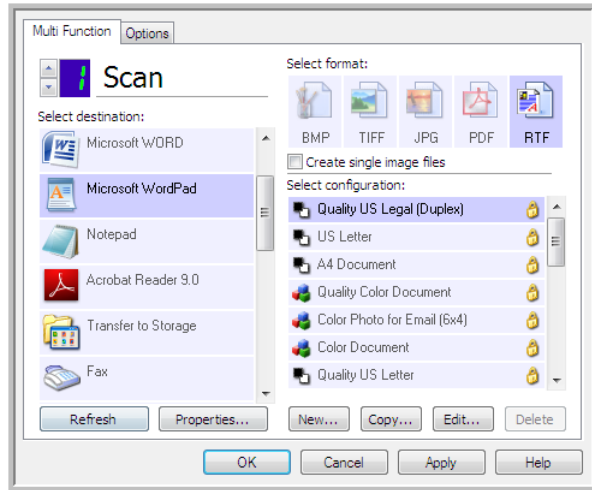 Multi Function
Options
1 Scan
Select destination:
Microsoft WORD
Microsoft WordPad
Notepad
Acrobat Reader 9.0
Transfer to Storage
Fax
Refresh
Properties...
Select format:
BMP TIFF JPG PDF RTF
Create single image files
Select configuration:
Quality US Legal (Duplex)
US Letter
A4 Document
Quality Color Document
Color Photo for Email (6x4)
Color Document
Quality US Letter
New... Copy... Edit... Delete
OK Cancel Apply Help